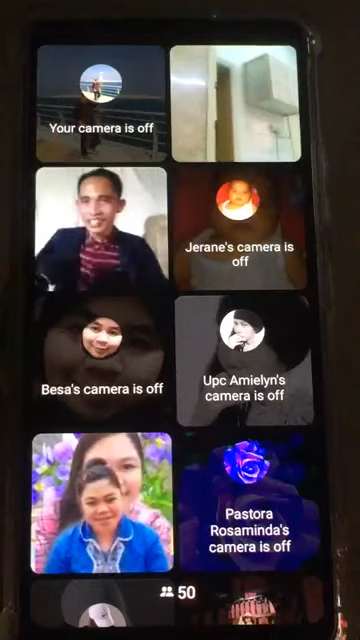 Your camera is off
Jerane's camera is
off
Besa's camera is off
Upc Amielyn's
camera is off
Pastora
Rosaminda's
camera is off
50